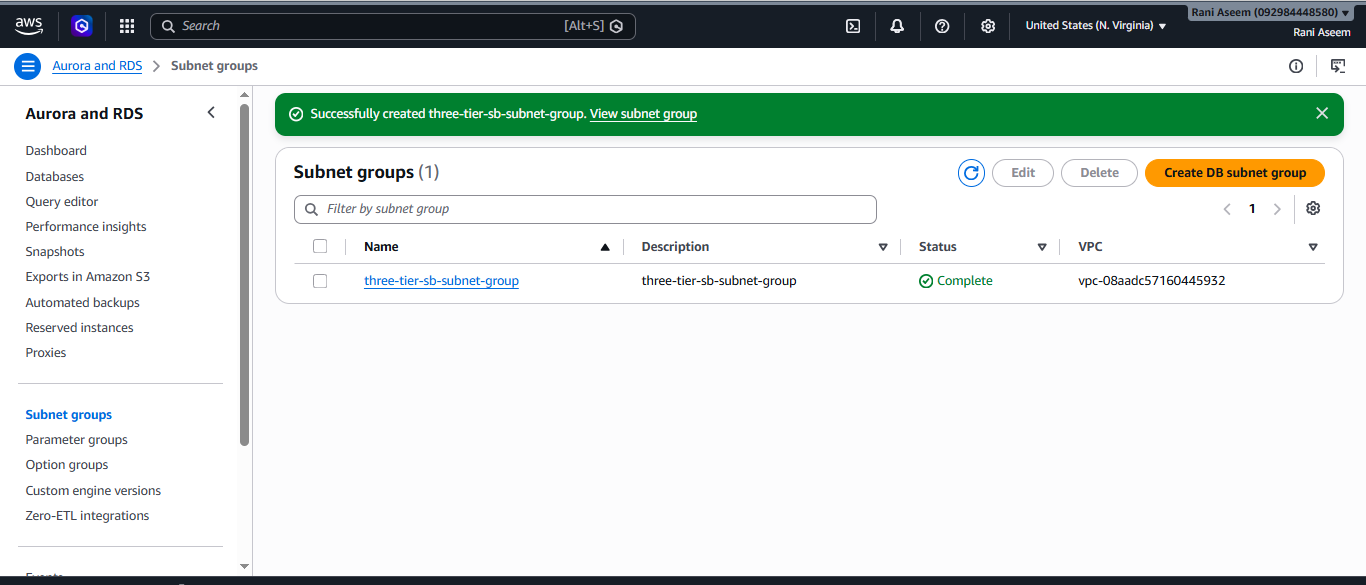 aws
Search
[Alt+S]
United States (N. Virginia)
Rani Aseem (092984448580)
Rani Aseem
Aurora and RDS
Subnet groups
Aurora and RDS
Dashboard
Databases
Query editor
Performance insights
Snapshots
Exports in Amazon S3
Automated backups
Reserved instances
Proxies
Subnet groups
Parameter groups
Option groups
Custom engine versions
Zero-ETL integrations
Events
Successfully created three-tier-sb-subnet-group. View subnet group
Subnet groups (1)
Edit
Delete
Create DB subnet group
Filter by subnet group
1
Name Description Status VPC
three-tier-sb-subnet-group three-tier-sb-subnet-group Complete vpc-08aadc57160445932